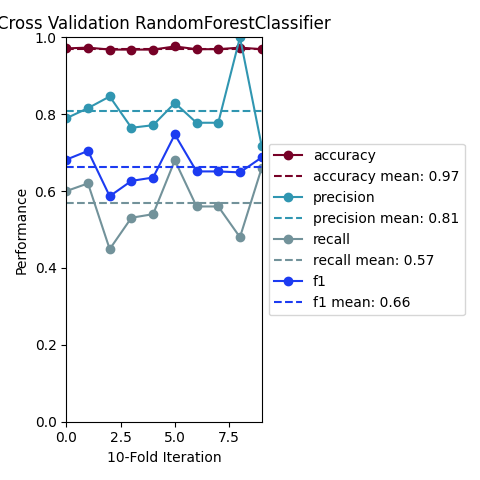 Cross Validation RandomForestClassifier
1.0
0.8
0.6
0.4
0.2
0.0
Performance
0.0 2.5 5.0 7.5
10-Fold Iteration
accuracy
accuracy mean: 0.97
precision
precision mean: 0.81
recall
recall mean: 0.57
f1
f1 mean: 0.66